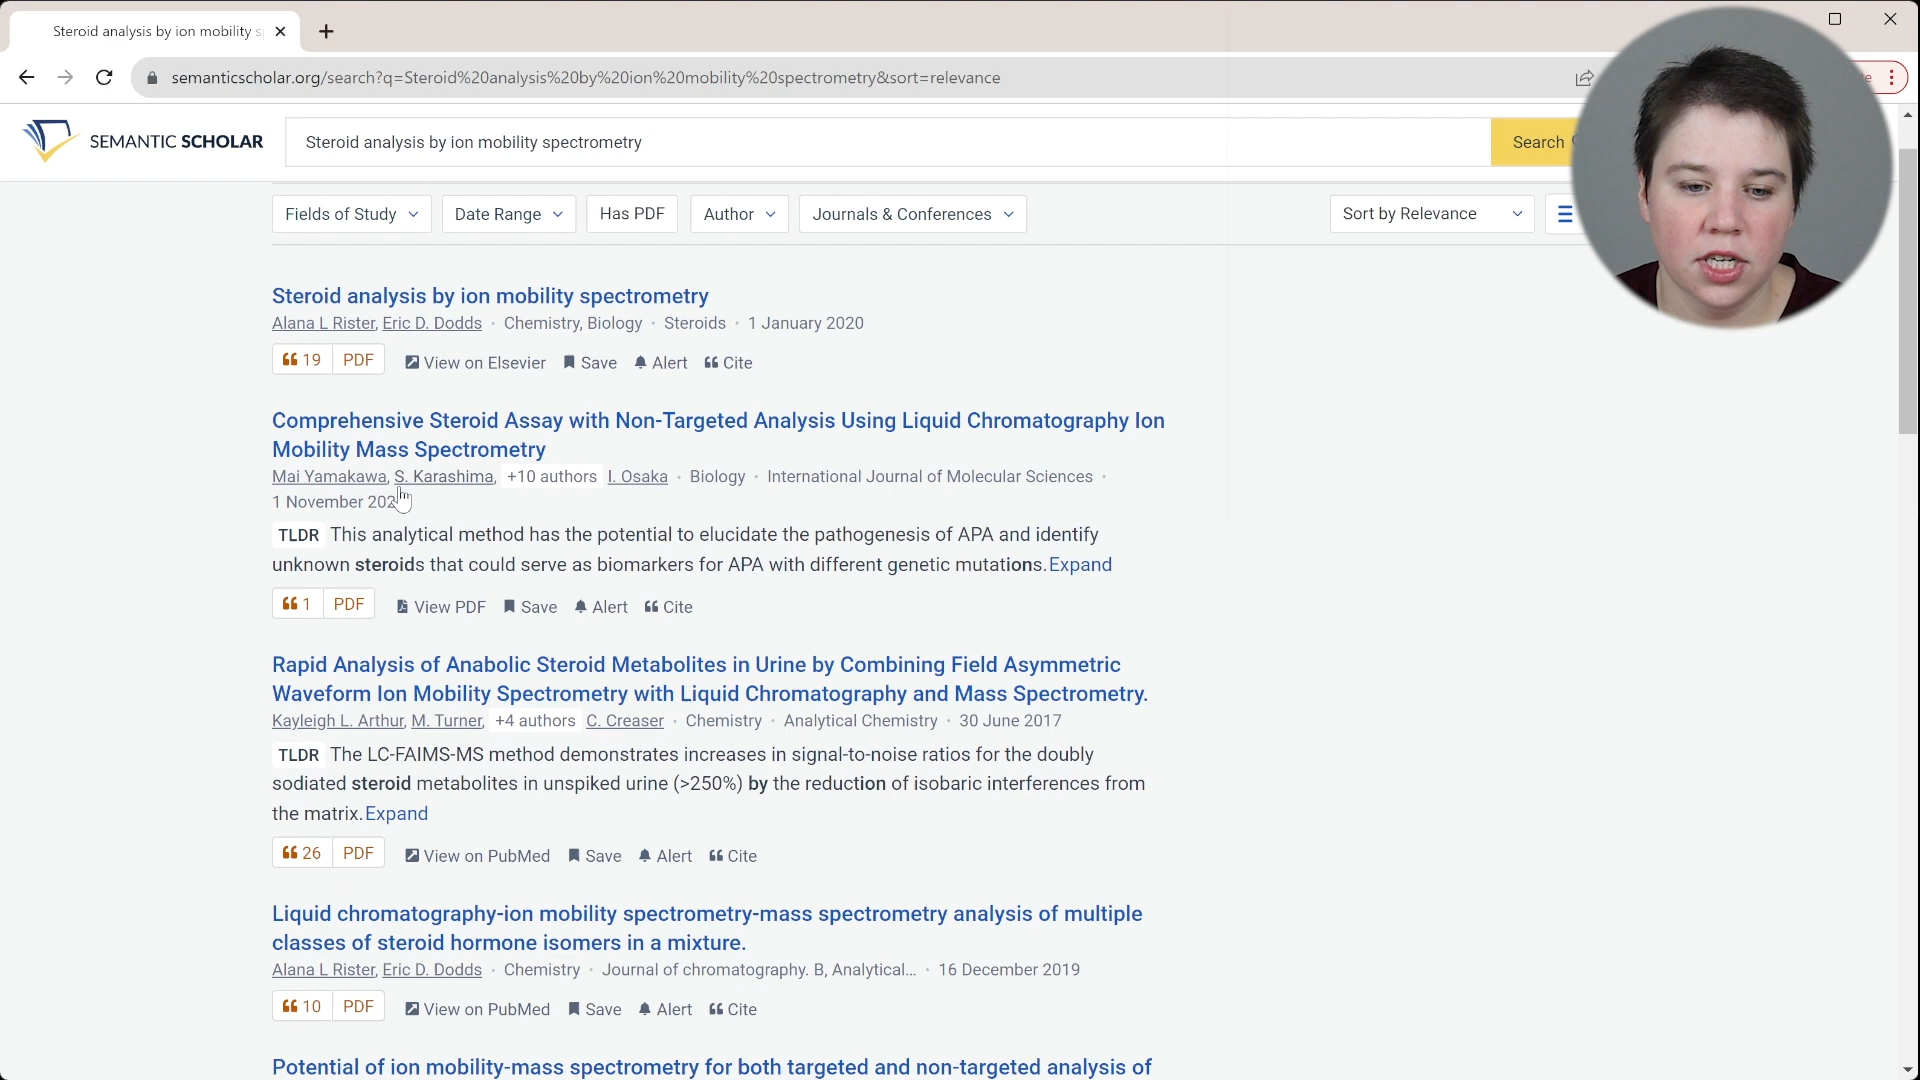 Steroid analysis by ion mobility s
semanticscholar.org/search?q=Steroid%20analysis%20by%20ion%20mobility%20spectrometry&sort=relevance
SEMANTIC SCHOLAR
Steroid analysis by ion mobility spectrometry
Search
Fields of Study
Date Range
Has PDF
Author
Journals & Conferences
Sort by Relevance
Steroid analysis by ion mobility spectrometry
Alana L Rister, Eric D. Dodds · Chemistry, Biology · Steroids · 1 January 2020
19 PDF View on Elsevier Save Alert Cite
Comprehensive Steroid Assay with Non-Targeted Analysis Using Liquid Chromatography Ion
Mobility Mass Spectrometry
Mai Yamakawa, S. Karashima, +10 authors I. Osaka · Biology · International Journal of Molecular Sciences ·
1 November 202
TLDR This analytical method has the potential to elucidate the pathogenesis of APA and identify
unknown steroids that could serve as biomarkers for APA with different genetic mutations. Expand
1 PDF View PDF Save Alert Cite
Rapid Analysis of Anabolic Steroid Metabolites in Urine by Combining Field Asymmetric
Waveform Ion Mobility Spectrometry with Liquid Chromatography and Mass Spectrometry.
Kayleigh L. Arthur, M. Turner, +4 authors C. Creaser · Chemistry · Analytical Chemistry · 30 June 2017
TLDR The LC-FAIMS-MS method demonstrates increases in signal-to-noise ratios for the doubly
sodiated steroid metabolites in unspiked urine (>250%) by the reduction of isobaric interferences from
the matrix. Expand
26 PDF View on PubMed Save Alert Cite
Liquid chromatography-ion mobility spectrometry-mass spectrometry analysis of multiple
classes of steroid hormone isomers in a mixture.
Alana L Rister, Eric D. Dodds · Chemistry · Journal of chromatography. B, Analytical... · 16 December 2019
10 PDF View on PubMed Save Alert Cite
Potential of ion mobility-mass spectrometry for both targeted and non-targeted analysis of